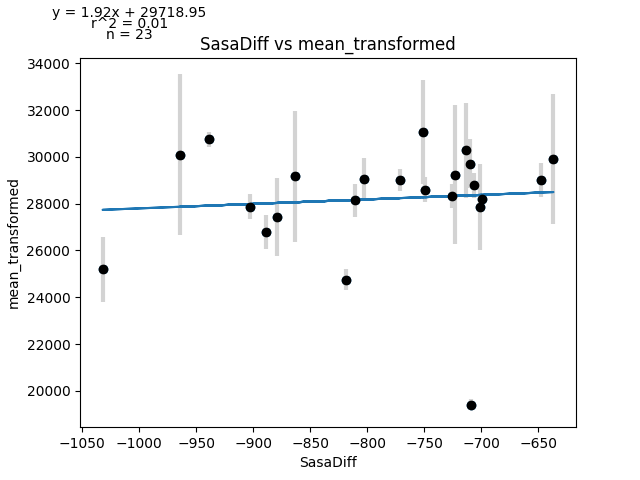 y = 1.92x + 29718.95
r^2 = 0.01
n = 23
SasaDiff vs mean_transformed
mean_transformed
34000
32000
30000
28000
26000
24000
22000
20000
−1050 −1000 −950 −900 −850 −800 −750 −700 −650
SasaDiff